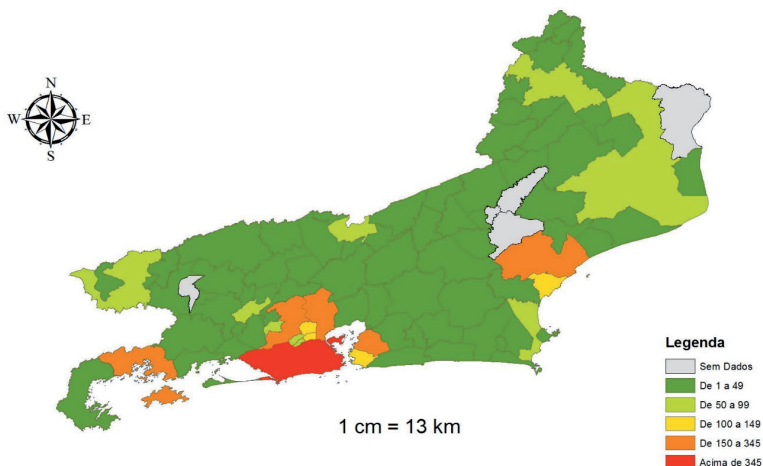 N
W E
S
1 cm = 13 km
Legenda
Sem Dados
De 1 a 49
De 50 a 99
De 100 a 149
De 150 a 345
Acima de 345